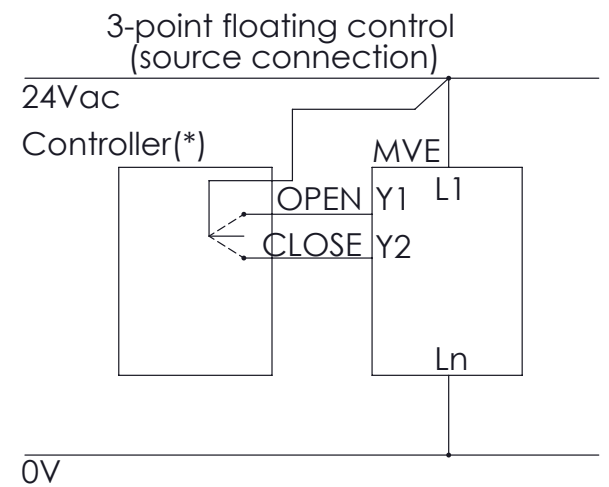 3-point floating control
(source connection)
24Vac
Controller(*)
MVE
L1
OPEN Y1
CLOSE Y2
Ln
0V